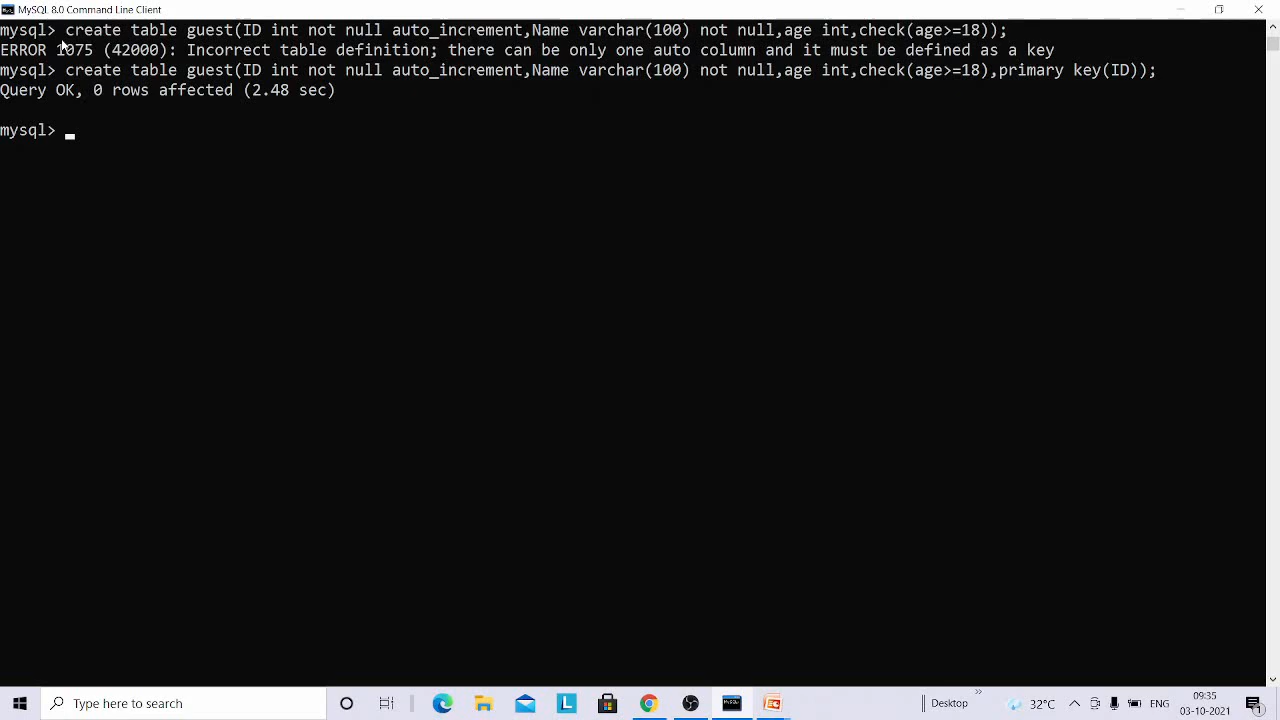 MySQL 8.0 Command Line Client
mysql> create table guest(ID int not null auto_increment,Name varchar(100) not null,age int,check(age>=18));
ERROR 1075 (42000): Incorrect table definition; there can be only one auto column and it must be defined as a key
mysql> create table guest(ID int not null auto_increment,Name varchar(100) not null,age int,check(age>=18),primary key(ID));
Query OK, 0 rows affected (2.48 sec)
mysql>
Type here to search
Desktop
32°C
ENG
09:35
03-10-2021